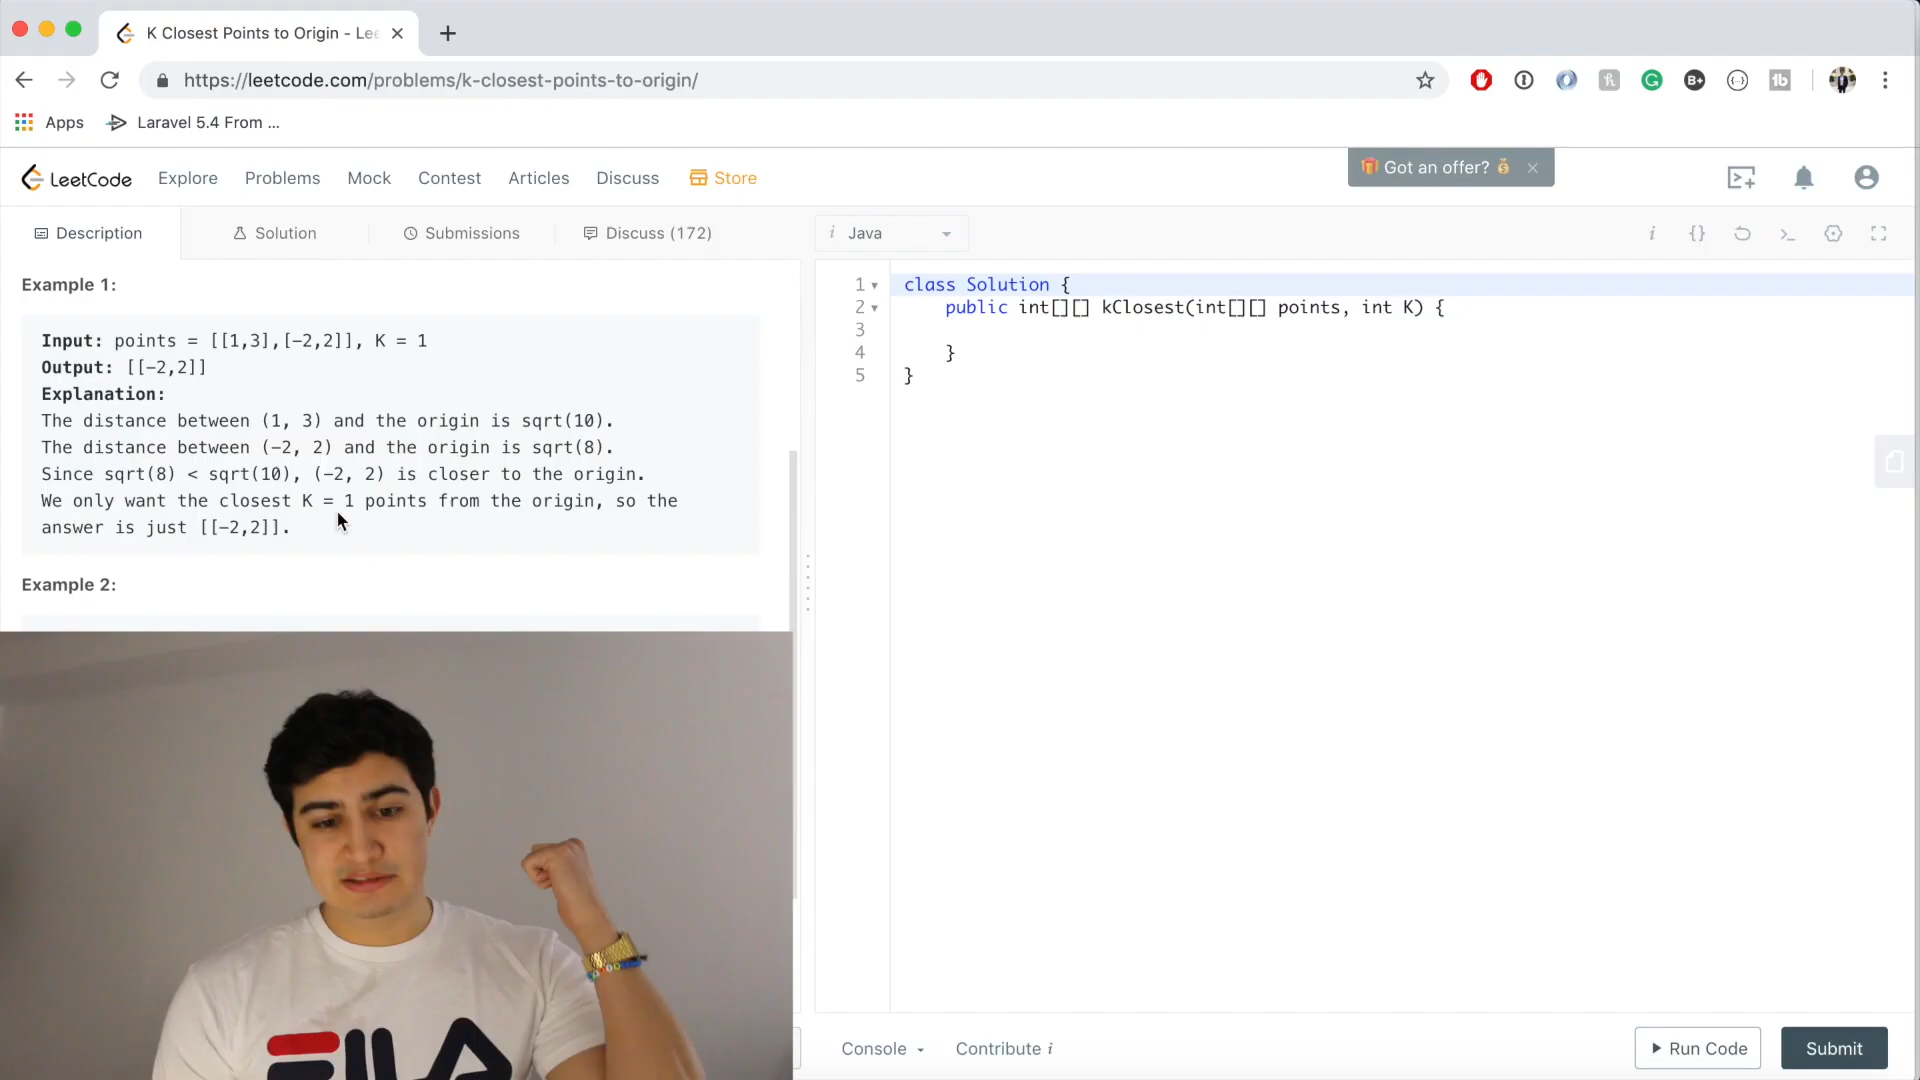 K Closest Points to Origin - Lee
https://leetcode.com/problems/k-closest-points-to-origin/
Apps
Laravel 5.4 From ...
LeetCode
Explore
Problems
Mock
Contest
Articles
Discuss
Store
Got an offer?
Description
Solution
Submissions
Discuss (172)
i Java
Example 1:
Input: points = [[1,3],[-2,2]], K = 1
Output: [[-2,2]]
Explanation:
The distance between (1, 3) and the origin is sqrt(10).
The distance between (-2, 2) and the origin is sqrt(8).
Since sqrt(8) < sqrt(10), (-2, 2) is closer to the origin.
We only want the closest K = 1 points from the origin, so the
answer is just [[-2,2]].
Example 2:
1 class Solution {
2 public int[][] kClosest(int[][] points, int K) {
3
4 }
5 }
FILA
Console
Contribute i
Run Code
Submit